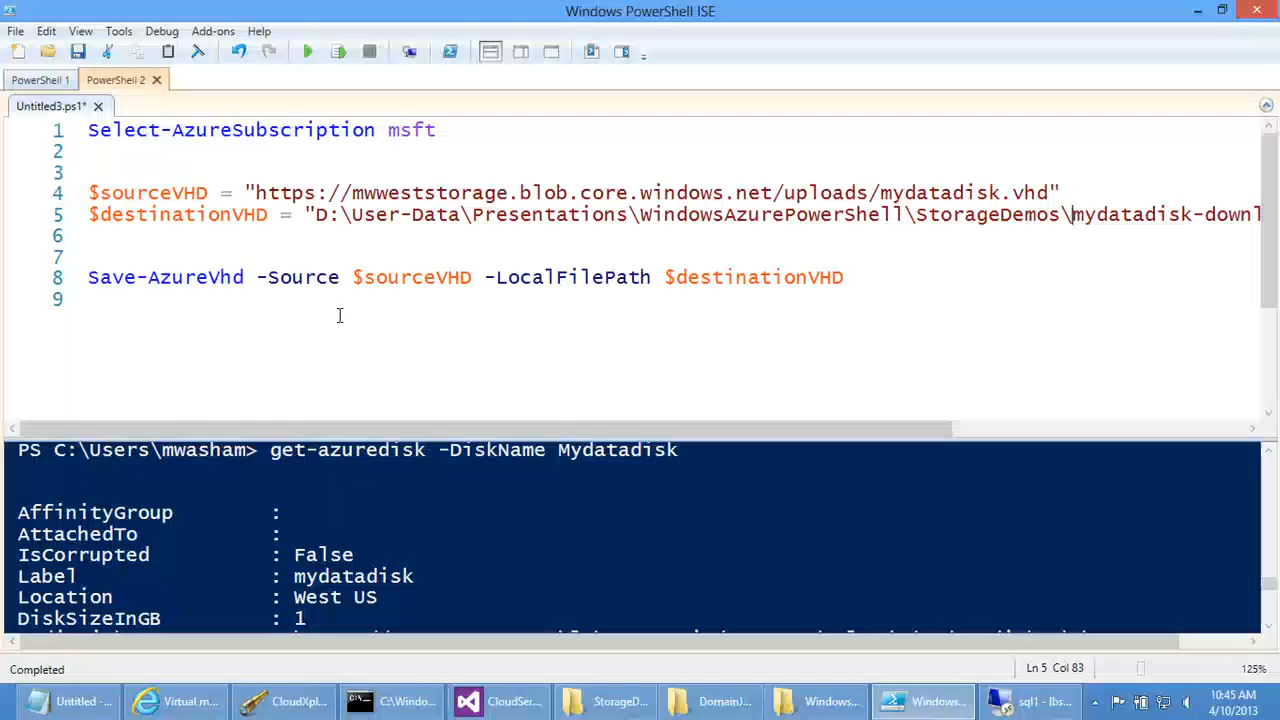 Windows PowerShell ISE
File Edit View Tools Debug Add-ons Help
PowerShell 1 PowerShell 2
Untitled3.ps1*
1 Select-AzureSubscription msft
2
3
4 $sourceVHD = "https://mwweststorage.blob.core.windows.net/uploads/mydatadisk.vhd"
5 $destinationVHD = "D:\User-Data\Presentations\WindowsAzurePowerShell\StorageDemos\mydatadisk-downl
6
7
8 Save-AzureVhd -Source $sourceVHD -LocalFilePath $destinationVHD
9
PS C:\Users\mwasham> get-azuredisk -DiskName Mydatadisk
AffinityGroup :
AttachedTo :
IsCorrupted : False
Label : mydatadisk
Location : West US
DiskSizeInGB : 1
Completed Ln 5 Col 83 125%
Untitled - ... Virtual m... CloudXpl... C:\Windo... CloudSer... StorageD... DomainJ... Windows... Windows... sql1 - lbs...
10:45 AM
4/10/2013